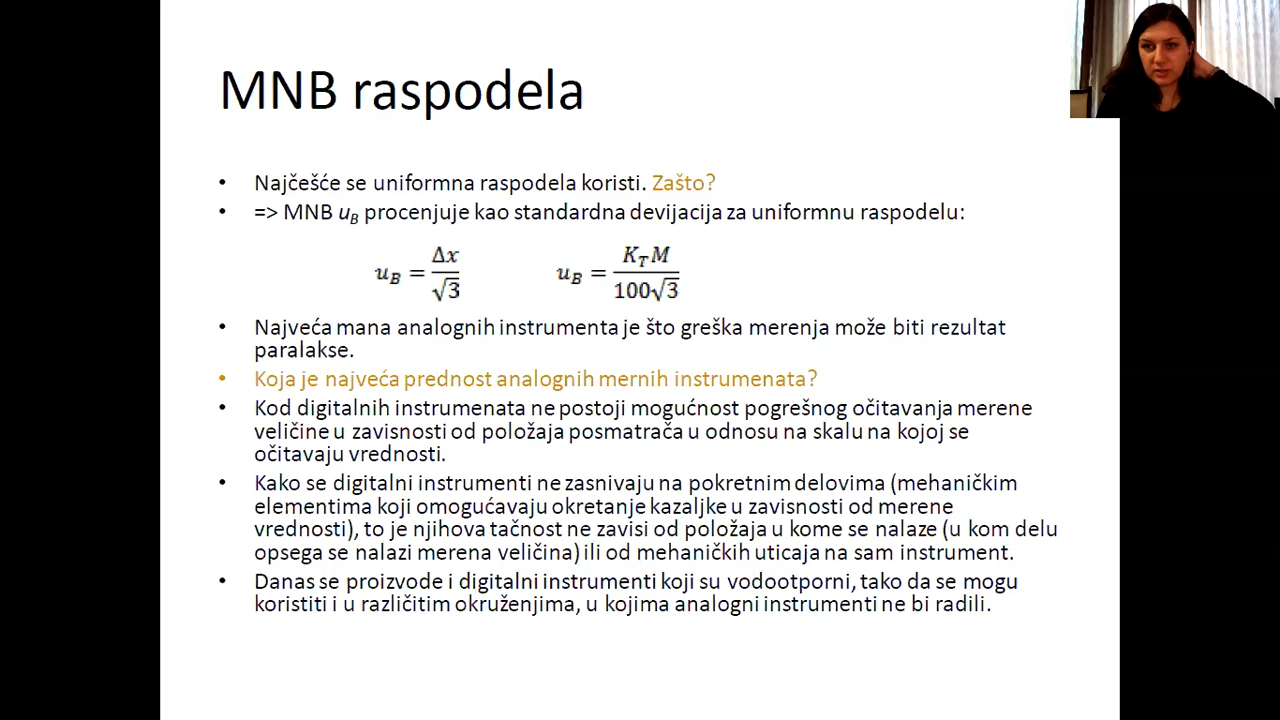 MNB raspodela
• Najčešće se uniformna raspodela koristi. Zašto?
• => MNB u_B procenjuje kao standardna devijacija za uniformnu raspodelu:
u_B = Δx / √3    u_B = K_T M / 100√3
• Najveća mana analognih instrumenta je što greška merenja može biti rezultat
paralakse.
• Koja je najveća prednost analognih mernih instrumenata?
• Kod digitalnih instrumenata ne postoji mogućnost pogrešnog očitavanja merene
veličine u zavisnosti od položaja posmatrača u odnosu na skalu na kojoj se
očitavaju vrednosti.
• Kako se digitalni instrumenti ne zasnivaju na pokretnim delovima (mehaničkim
elementima koji omogućavaju okretanje kazaljke u zavisnosti od merene
vrednosti), to je njihova tačnost ne zavisi od položaja u kome se nalaze (u kom delu
opsega se nalazi merena veličina) ili od mehaničkih uticaja na sam instrument.
• Danas se proizvode i digitalni instrumenti koji su vodootporni, tako da se mogu
koristiti i u različitim okruženjima, u kojima analogni instrumenti ne bi radili.